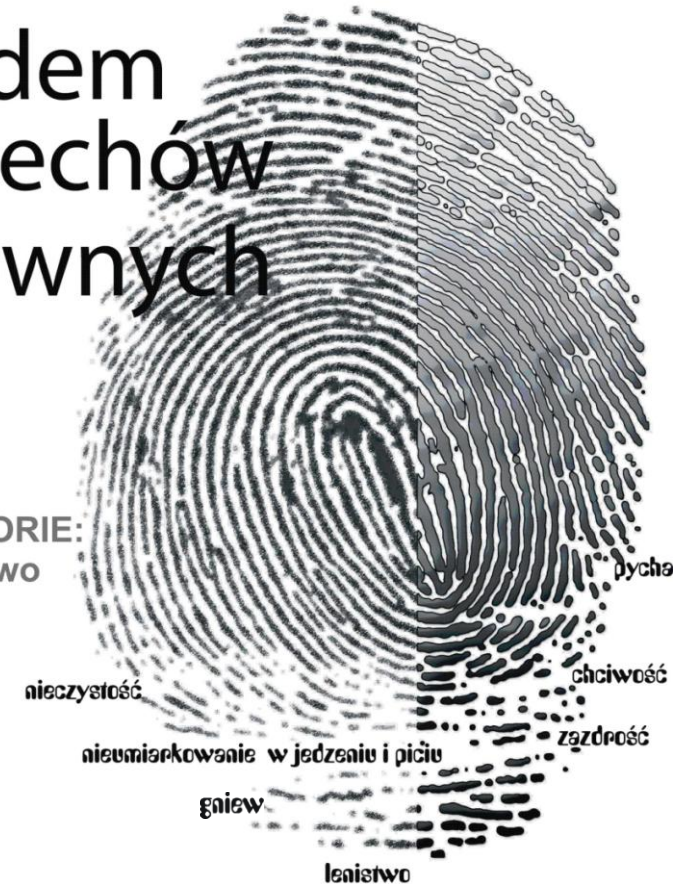 dem
echów
wnych
ORIE:
wo
pycha
chciwość
nieczystość
zazdrość
nieumiarkowanie w jedzeniu i piciu
gniew
lenistwo